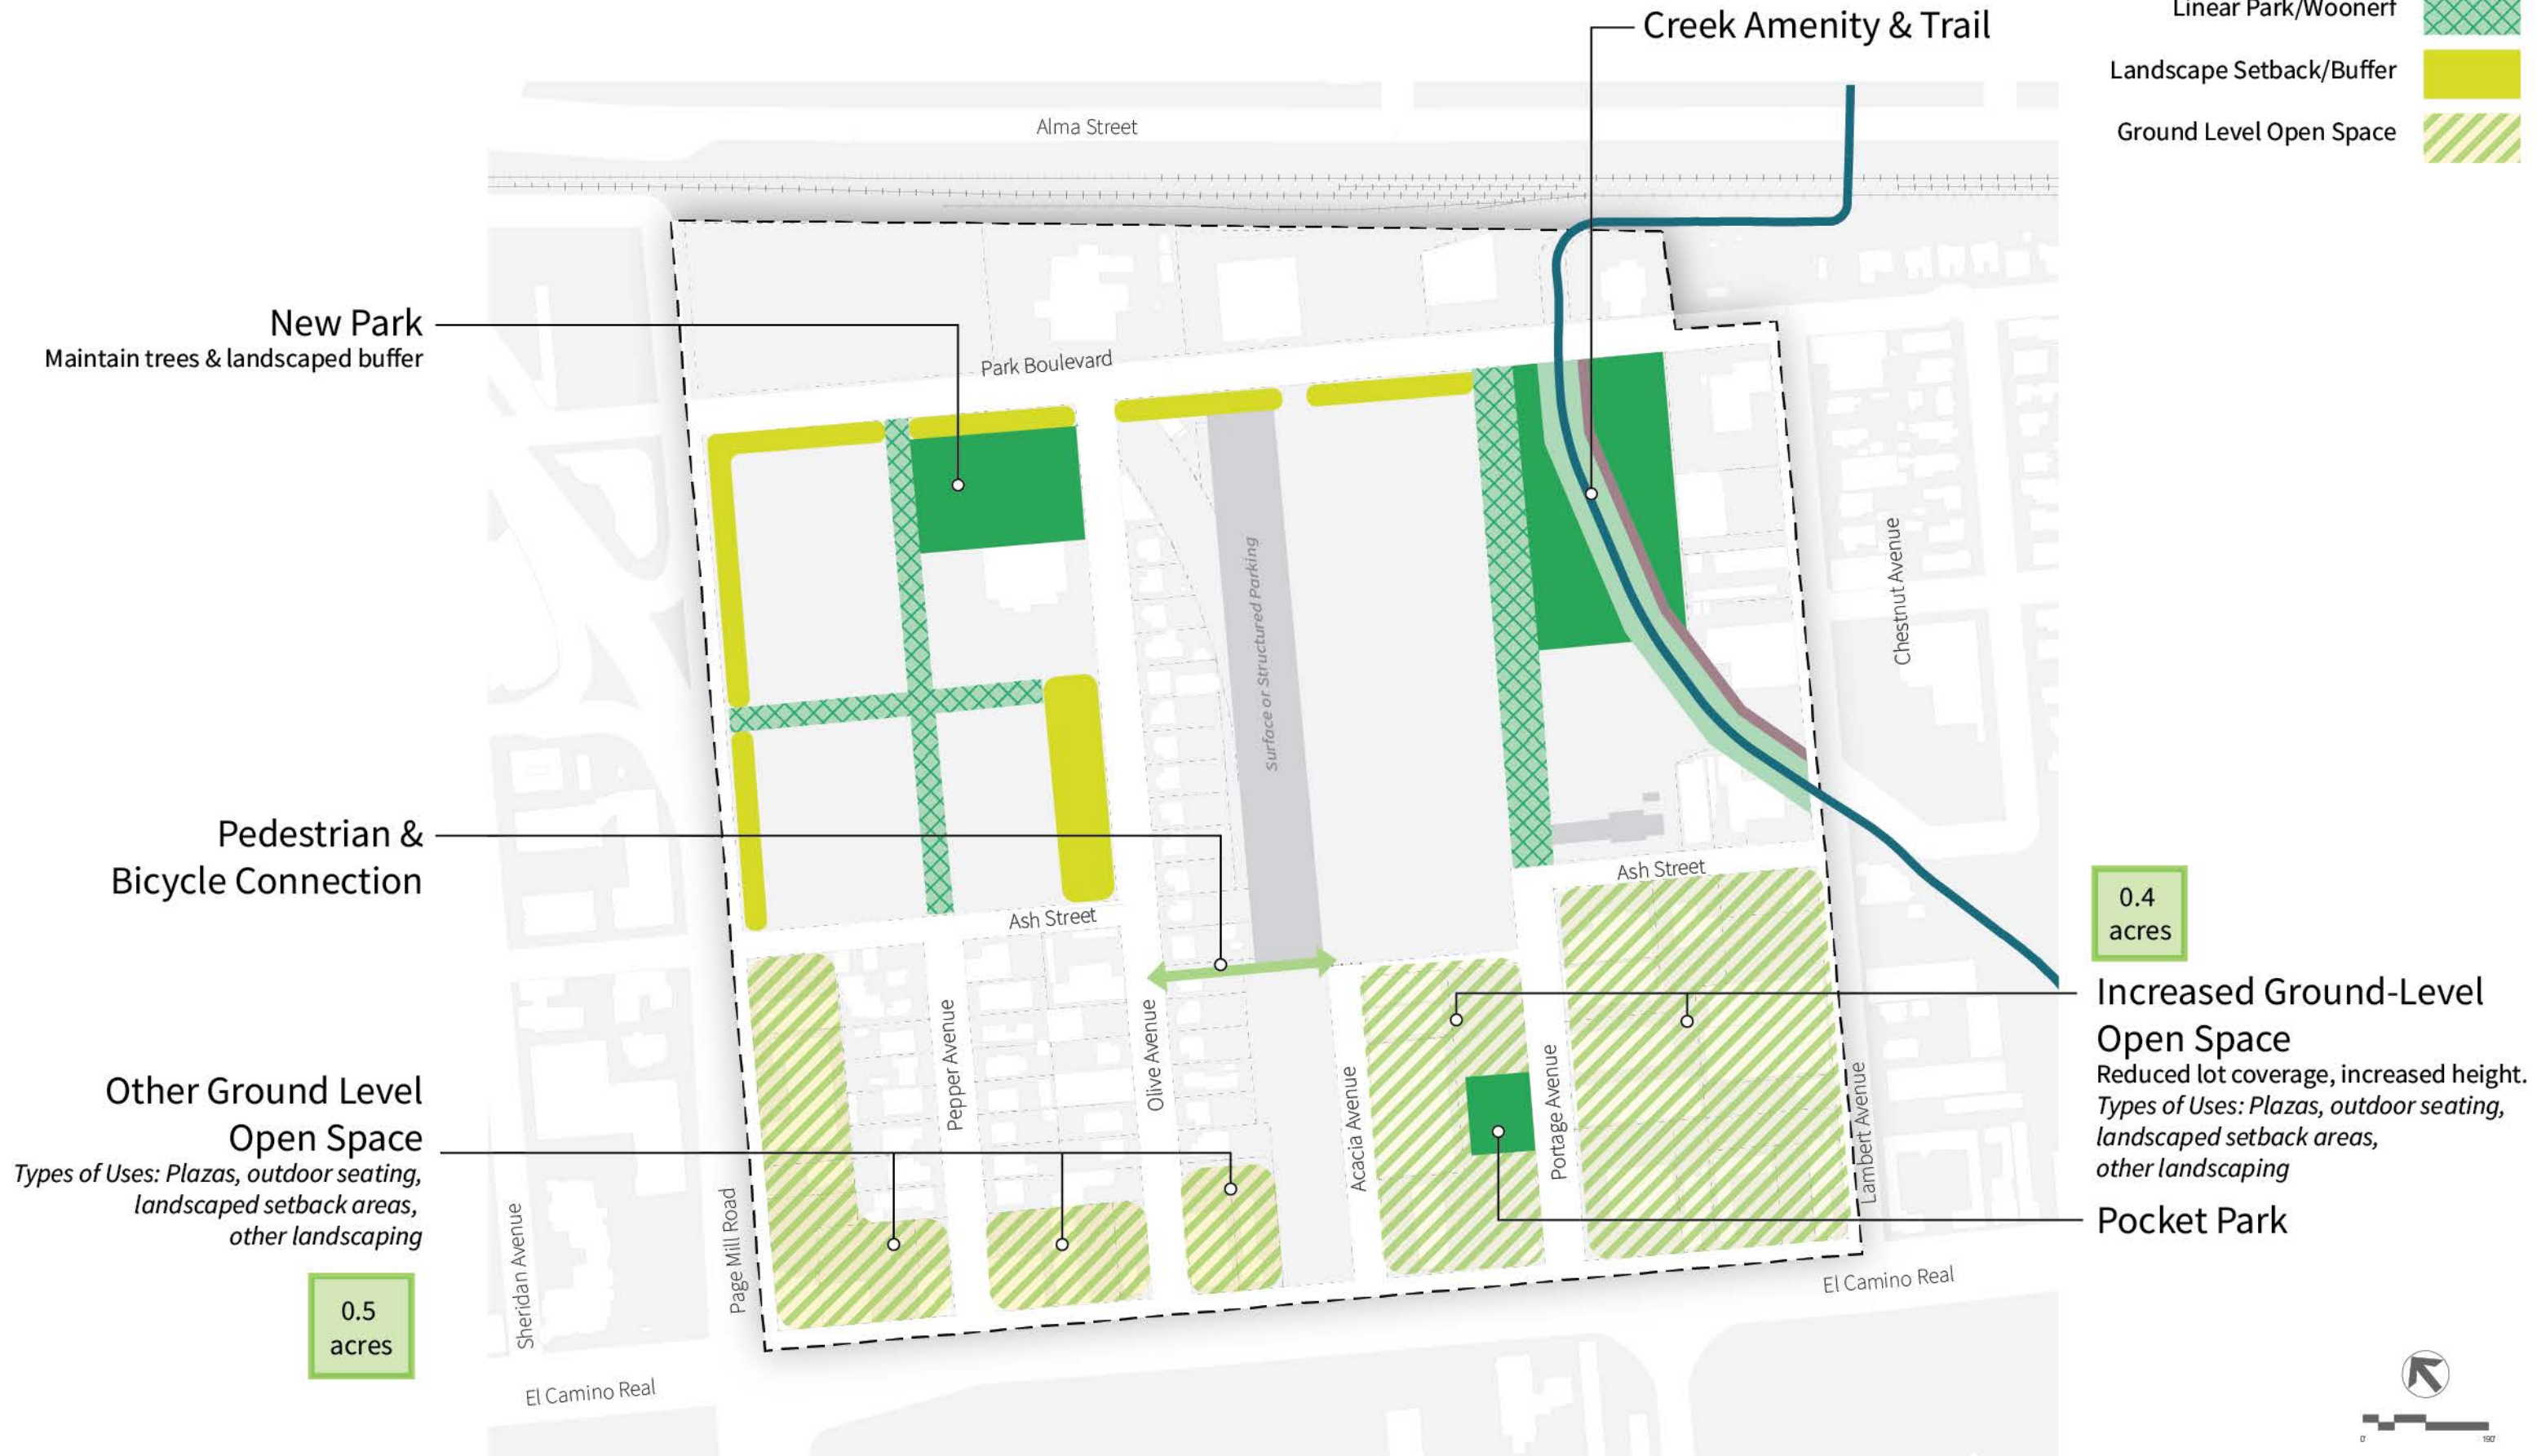 Creek Amenity & Trail
Linear Park/Woonerf
Landscape Setback/Buffer
Ground Level Open Space
Alma Street
New Park
Maintain trees & landscaped buffer
Park Boulevard
Surface or Structured Parking
Chestnut Avenue
Pedestrian &
Bicycle Connection
Ash Street
Ash Street
0.4
acres
Increased Ground-Level
Open Space
Reduced lot coverage, increased height.
Types of Uses: Plazas, outdoor seating,
landscaped setback areas,
other landscaping
Pocket Park
Other Ground Level
Open Space
Types of Uses: Plazas, outdoor seating,
landscaped setback areas,
other landscaping
0.5
acres
Sheridan Avenue
Page Mill Road
Pepper Avenue
Olive Avenue
Acacia Avenue
Portage Avenue
Lambert Avenue
El Camino Real
El Camino Real
0'
190'